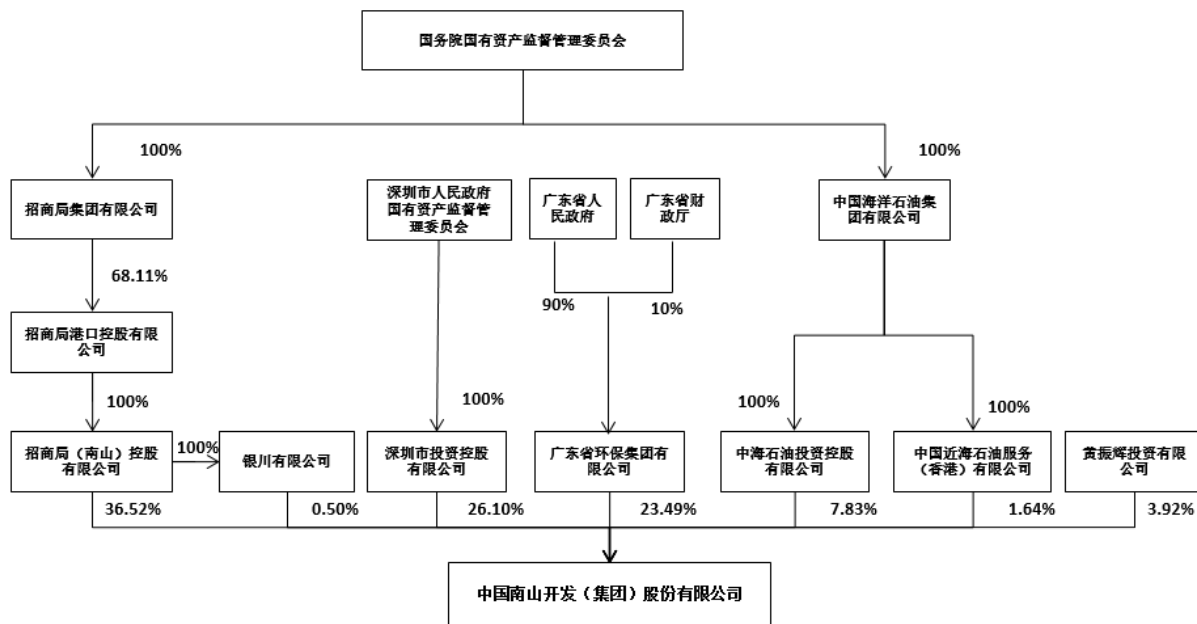 国务院国有资产监督管理委员会
100%
100%
招商局集团有限公司
深圳市人民政府
国有资产监督管
理委员会
广东省人
民政府
广东省财
政厅
中国海洋石油集
团有限公司
68.11%
90%
10%
招商局港口控股有限
公司
100%
100%
100%
100%
招商局（南山）控股
有限公司
100%
银川有限公司
深圳市投资控股
有限公司
广东省环保集团有
限公司
中海石油投资控股有
限公司
中国近海石油服务
（香港）有限公司
黄振辉投资有
限公司
36.52%
0.50%
26.10%
23.49%
7.83%
1.64%
3.92%
中国南山开发（集团）股份有限公司